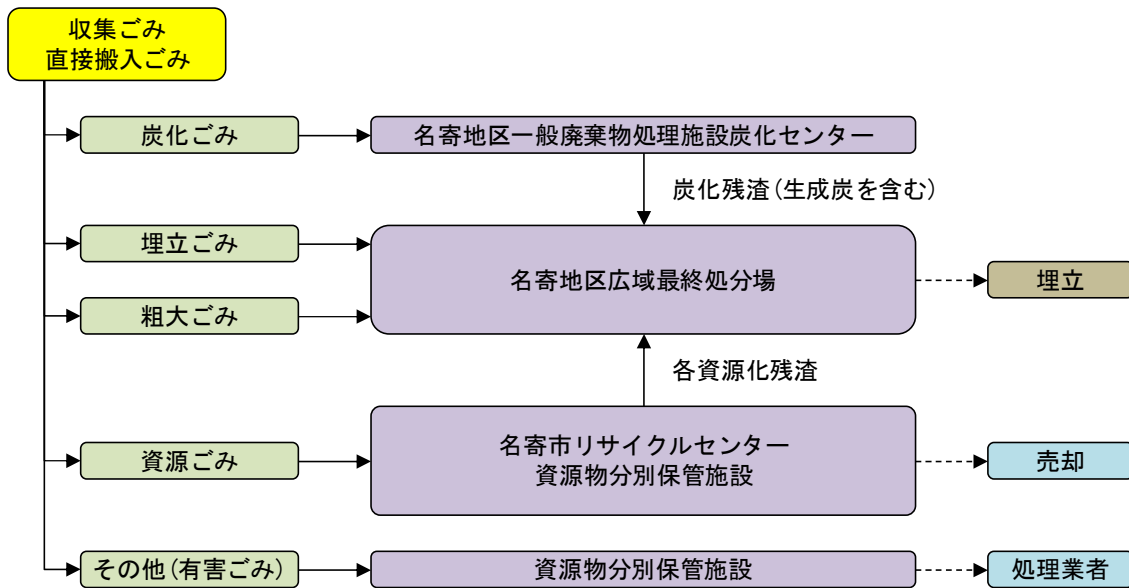 収集ごみ
直接搬入ごみ
炭化ごみ
名寄地区一般廃棄物処理施設炭化センター
炭化残渣(生成炭を含む)
埋立ごみ
名寄地区広域最終処分場
埋立
粗大ごみ
各資源化残渣
資源ごみ
名寄市リサイクルセンター
資源物分別保管施設
売却
その他(有害ごみ)
資源物分別保管施設
処理業者